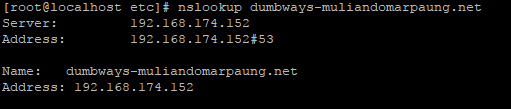 [root@localhost etc]# nslookup dumbways-muliandomarpaung.net
Server:         192.168.174.152
Address:        192.168.174.152#53

Name:   dumbways-muliandomarpaung.net
Address: 192.168.174.152